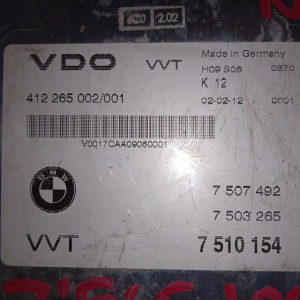 620 2.02
VDO VVT
Made in Germany
H09 S06 0370
K 12
412 265 002/001
02-02-12 0001
V0017CAA09060001
BMW
7 507 492
7 503 265
VVT 7 510 154